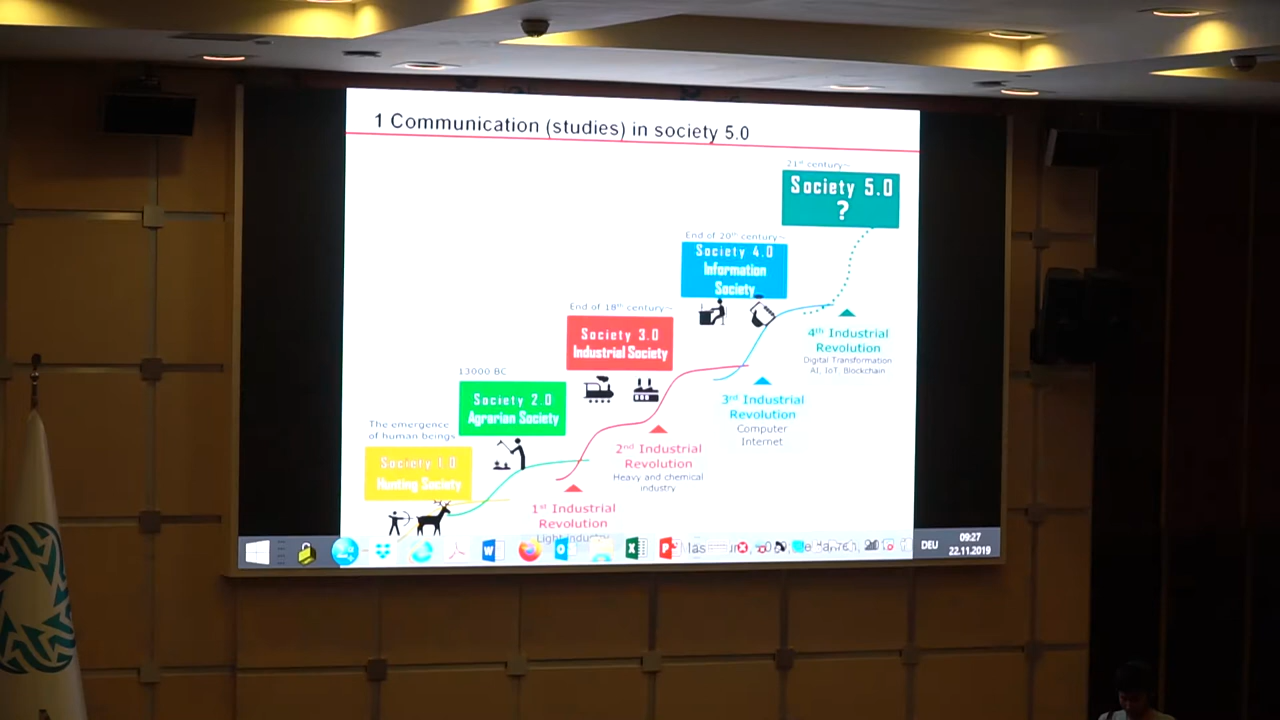 1 Communication (studies) in society 5.0
21st century~
Society 5.0
?
End of 20th century~
Society 4.0
Information
Society
End of 18th century~
Society 3.0
Industrial Society
4th Industrial
Revolution
Digital Transformation
AI, IoT, Blockchain
13000 BC
Society 2.0
Agrarian Society
3rd Industrial
Revolution
Computer
Internet
The emergence
of human beings
Society 1.0
Hunting Society
2nd Industrial
Revolution
Heavy and chemical
industry
1st Industrial
Revolution
Light industry
DEU
09:27
22.11.2019